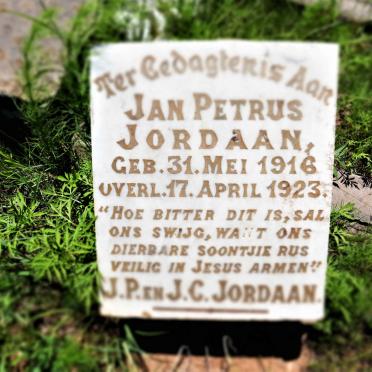 Ter Gedagtenis Aan
JAN PETRUS
JORDAAN,
GEB. 31. MEI 1916
OVERL. 17. APRIL 1923.
"HOE BITTER DIT IS, SAL
ONS SWIJG, WANT ONS
DIERBARE SOONTJIE RUS
VEILIG IN JESUS ARMEN"
J.P. EN J.C. JORDAAN.